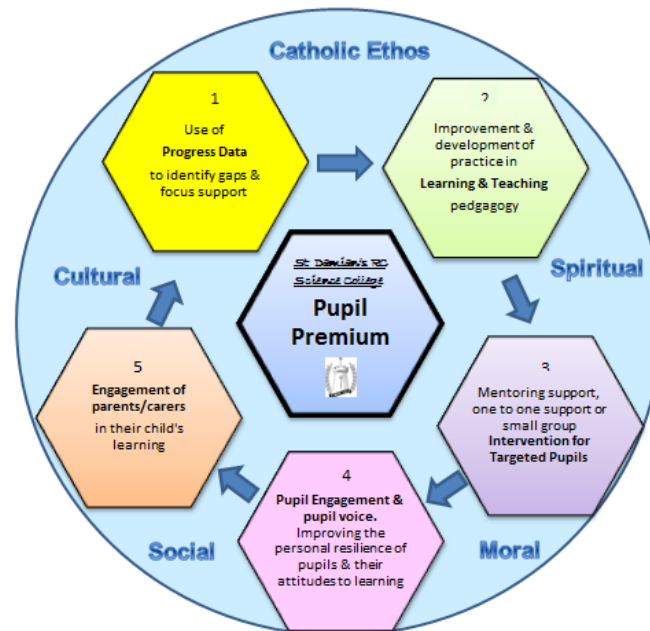 Catholic Ethos
1
Use of
Progress Data
to identify gaps &
focus support
2
Improvement &
development of
practice in
Learning & Teaching
pedgagogy
Cultural
St Damian's RC
Science College
Pupil
Premium
Spiritual
5
Engagement of
parents/carers
in their child's
learning
3
Mentoring support,
one to one support or
small group
Intervention for
Targeted Pupils
4
Pupil Engagement &
pupil voice.
Improving the
personal resilience of
pupils & their
attitudes to learning
Social
Moral